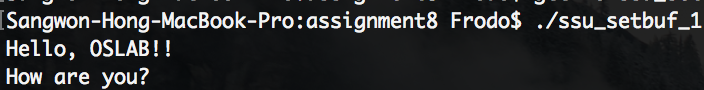 [Sangwon-Hong-MacBook-Pro:assignment8 Frodo$ ./ssu_setbuf_1
Hello, OSLAB!!
How are you?